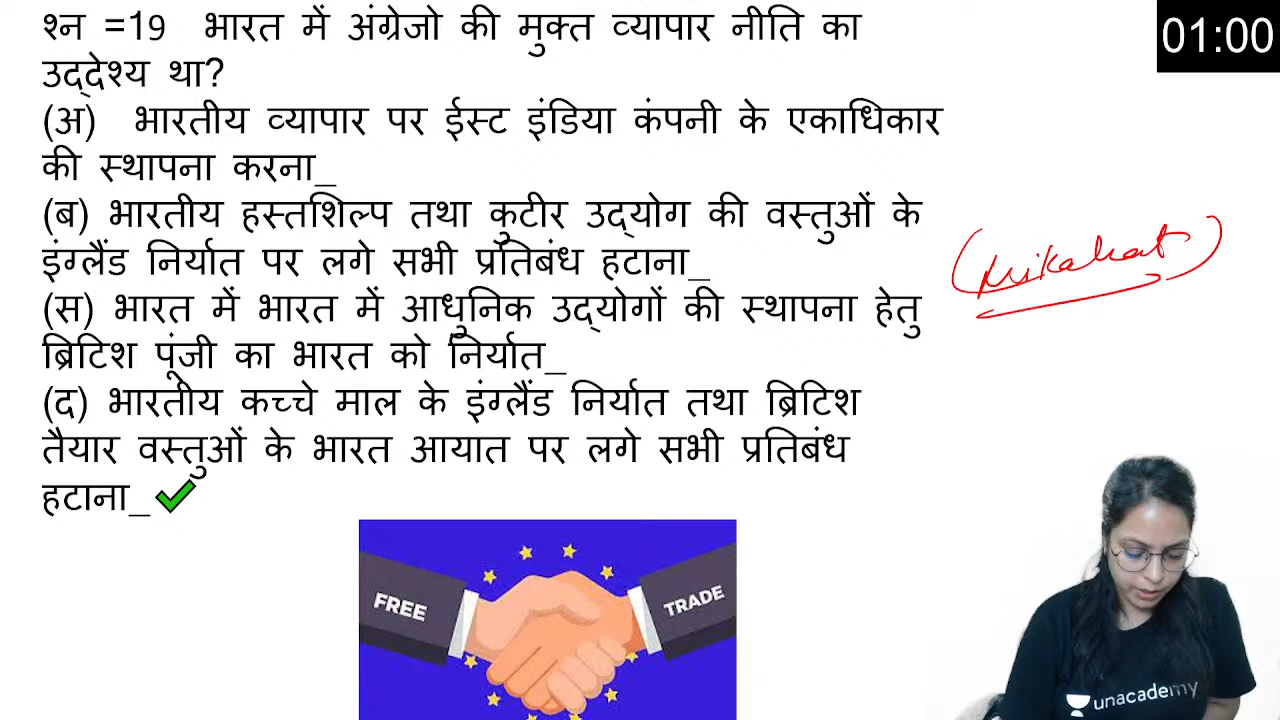 श्न =19 भारत में अंग्रेजो की मुक्त व्यापार नीति का
उद्देश्य था?
(अ) भारतीय व्यापार पर ईस्ट इंडिया कंपनी के एकाधिकार
की स्थापना करना_
(ब) भारतीय हस्तशिल्प तथा कुटीर उद्योग की वस्तुओं के
इंग्लैंड निर्यात पर लगे सभी प्रतिबंध हटाना_
(स) भारत में भारत में आधुनिक उद्योगों की स्थापना हेतु
ब्रिटिश पूंजी का भारत को निर्यात_
(द) भारतीय कच्चे माल के इंग्लैंड निर्यात तथा ब्रिटिश
तैयार वस्तुओं के भारत आयात पर लगे सभी प्रतिबंध
हटाना_
01:00
FREE
TRADE
unacademy